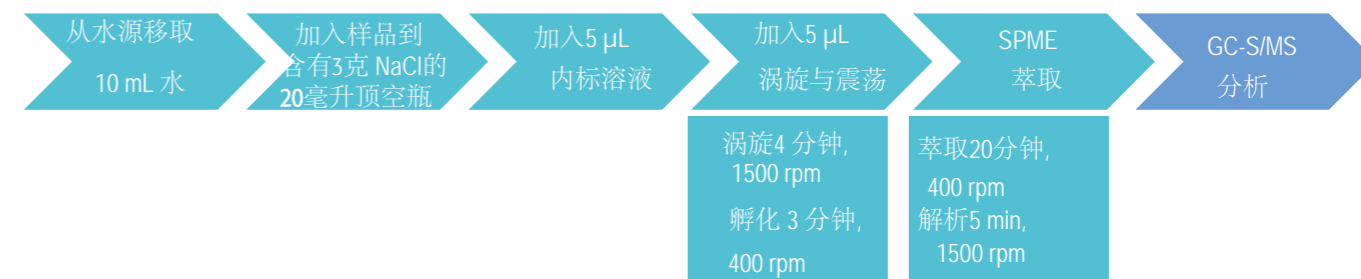 从水源移取
10 mL 水
加入样品到
含有3克 NaCl的
20毫升顶空瓶
加入5 µL
内标溶液
加入5 µL
涡旋与震荡
SPME
萃取
GC-S/MS
分析
涡旋4 分钟,
1500 rpm
孵化 3 分钟,
400 rpm
萃取20分钟,
400 rpm
解析5 min,
1500 rpm